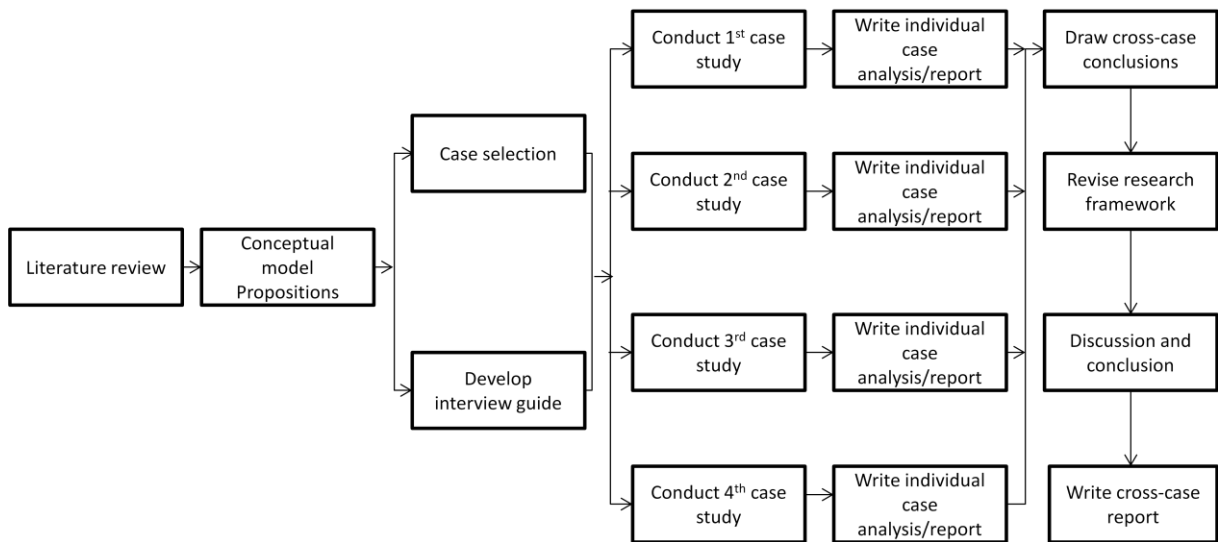 Literature review
Conceptual
model
Propositions
Case selection
Develop
interview guide
Conduct 1st case
study
Write individual
case
analysis/report
Conduct 2nd case
study
Write individual
case
analysis/report
Conduct 3rd case
study
Write individual
case
analysis/report
Conduct 4th case
study
Write individual
case
analysis/report
Draw cross-case
conclusions
Revise research
framework
Discussion and
conclusion
Write cross-case
report